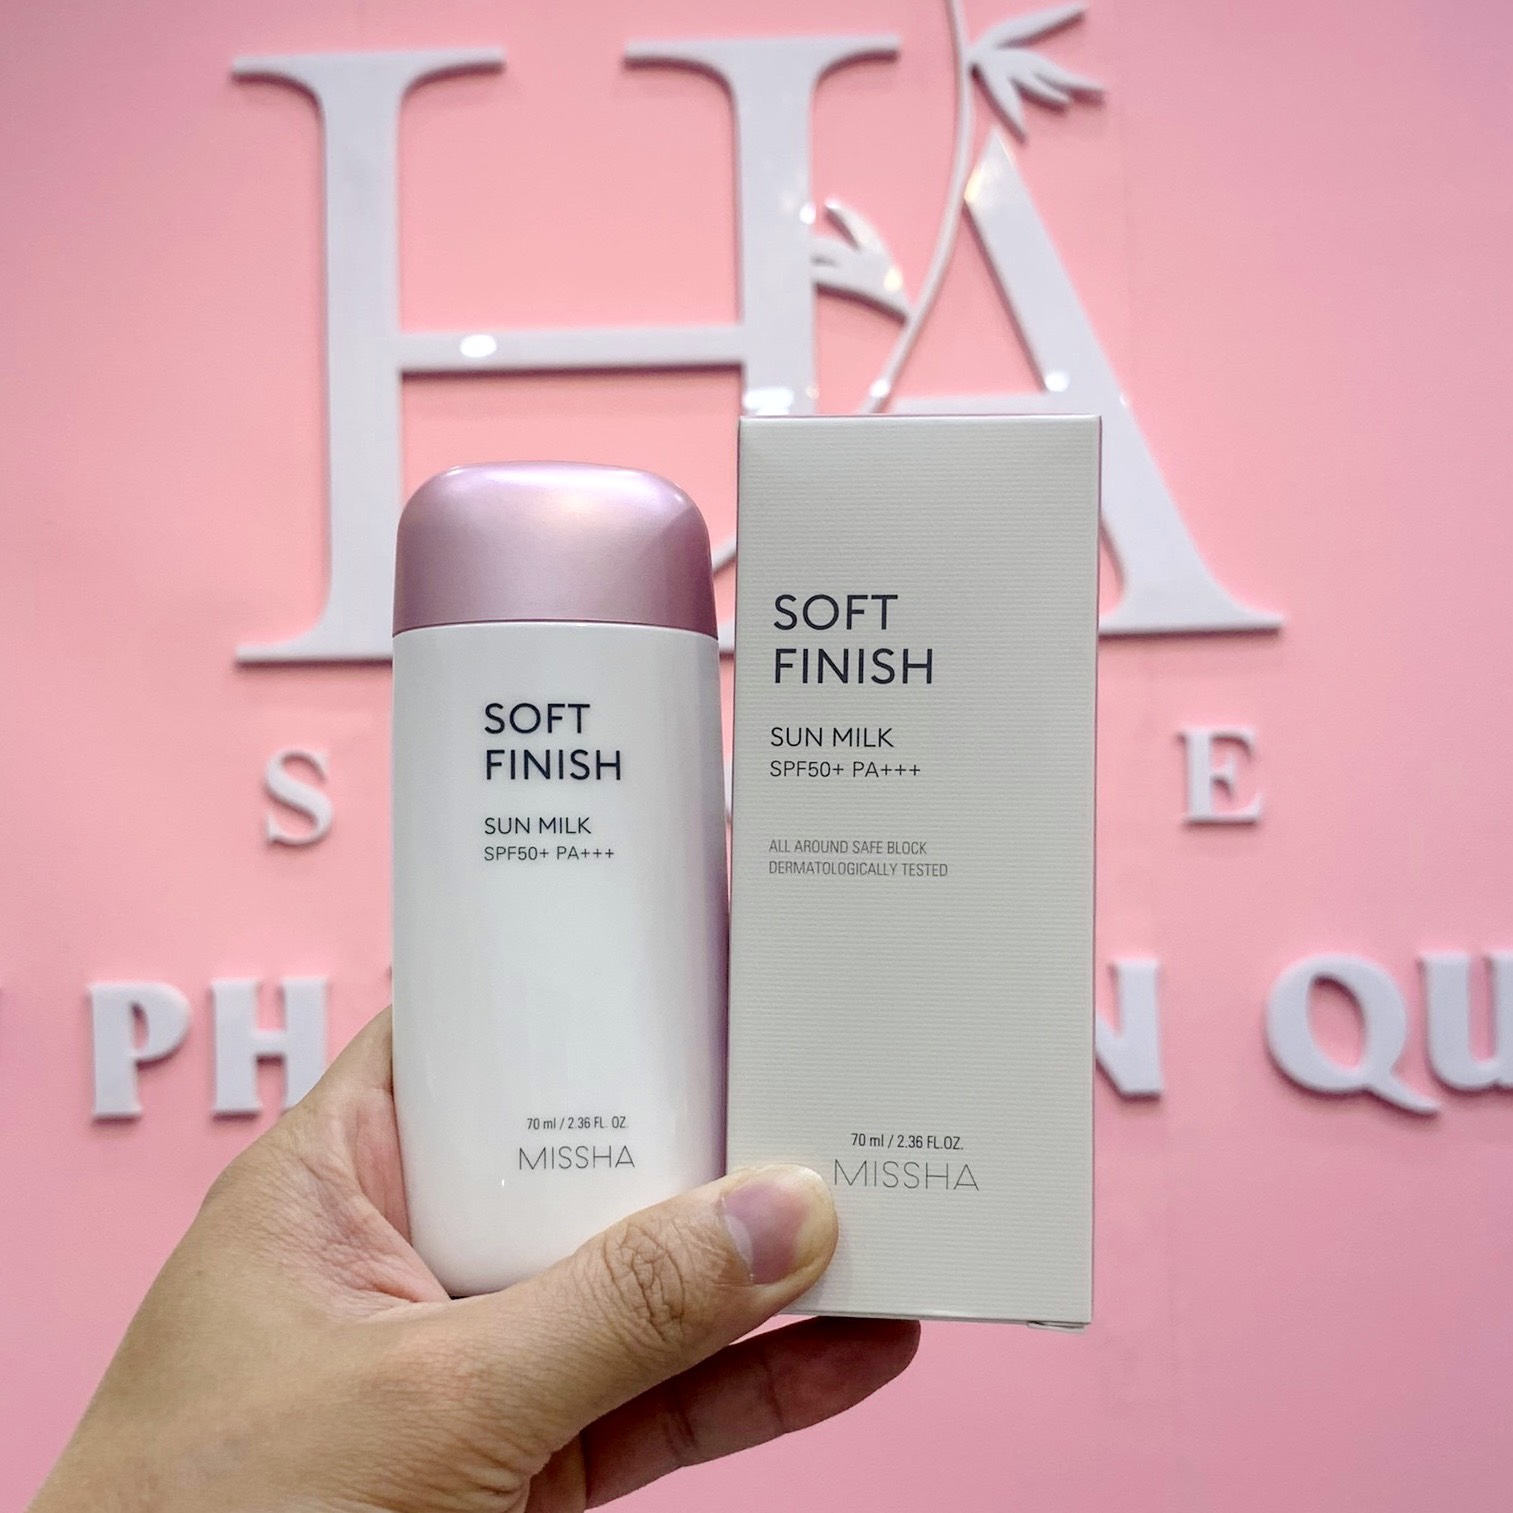 HA
SOFT
FINISH
SUN MILK
SPF50+ PA+++
70 ml / 2.36 FL. OZ.
MISSHA
SOFT
FINISH
SUN MILK
SPF50+ PA+++
ALL AROUND SAFE BLOCK
DERMATOLOGICALLY TESTED
70 ml / 2.36 FL.OZ.
MISSHA